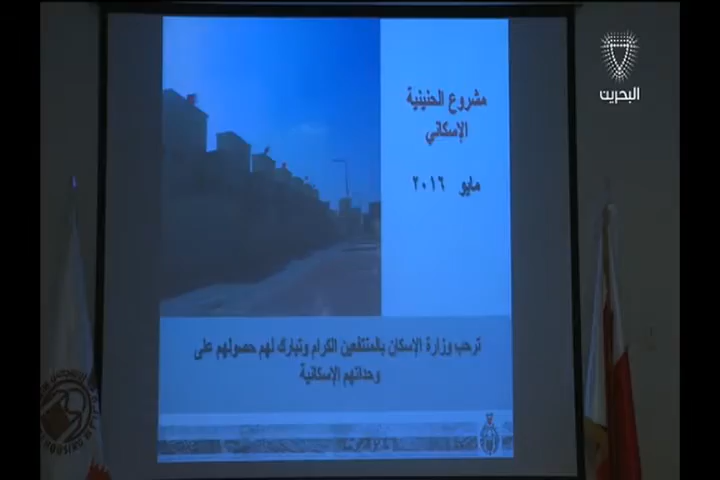 البحرين
مشروع الحنينية
الإسكاني
مايو ٢٠١٦
ترحب وزارة الإسكان بالمنتفعين الكرام وتبارك لهم حصولهم على
وحداتهم الإسكانية